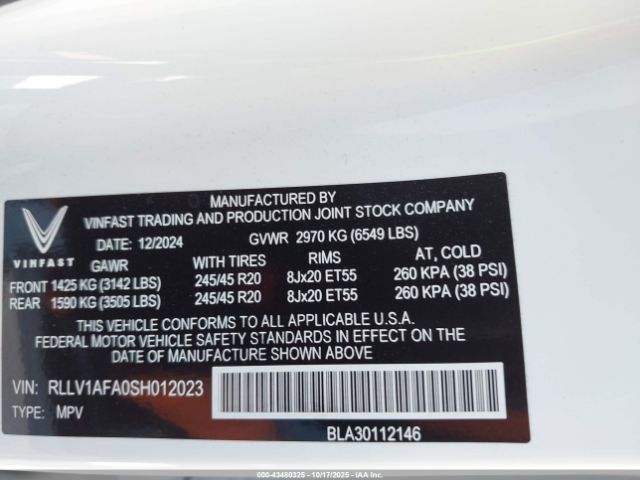 MANUFACTURED BY
VINFAST TRADING AND PRODUCTION JOINT STOCK COMPANY
DATE: 12/2024 GVWR 2970 KG (6549 LBS)
VINFAST
GAWR WITH TIRES RIMS AT, COLD
FRONT 1425 KG (3142 LBS) 245/45 R20 8Jx20 ET55 260 KPA (38 PSI)
REAR 1590 KG (3505 LBS) 245/45 R20 8Jx20 ET55 260 KPA (38 PSI)
THIS VEHICLE CONFORMS TO ALL APPLICABLE U.S.A.
FEDERAL MOTOR VEHICLE SAFETY STANDARDS IN EFFECT ON THE
DATE OF MANUFACTURE SHOWN ABOVE
VIN: RLLV1AFA0SH012023
TYPE: MPV
BLA30112146
000-43480325 - 10/17/2025 - IAAI.COM